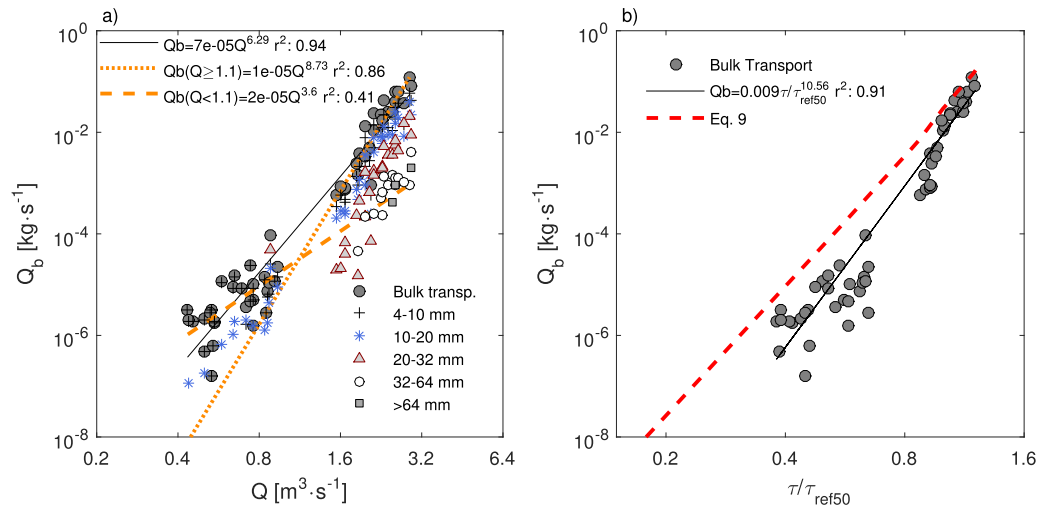 a)
Qb=7e-05Q^6.29 r²: 0.94
Qb(Q≥1.1)=1e-05Q^8.73 r²: 0.86
Qb(Q<1.1)=2e-05Q^3.6 r²: 0.41
10^0
10^-2
10^-4
10^-6
10^-8
Q_b [kg·s^-1]
Bulk transp.
4-10 mm
10-20 mm
20-32 mm
32-64 mm
>64 mm
0.2 0.4 0.8 1.6 3.2 6.4
Q [m³·s^-1]
b)
Bulk Transport
Qb=0.009τ/τ_ref50^10.56 r²: 0.91
Eq. 9
10^0
10^-2
10^-4
10^-6
10^-8
Q_b [kg·s^-1]
0.2 0.4 0.8 1.6
τ/τ_ref50